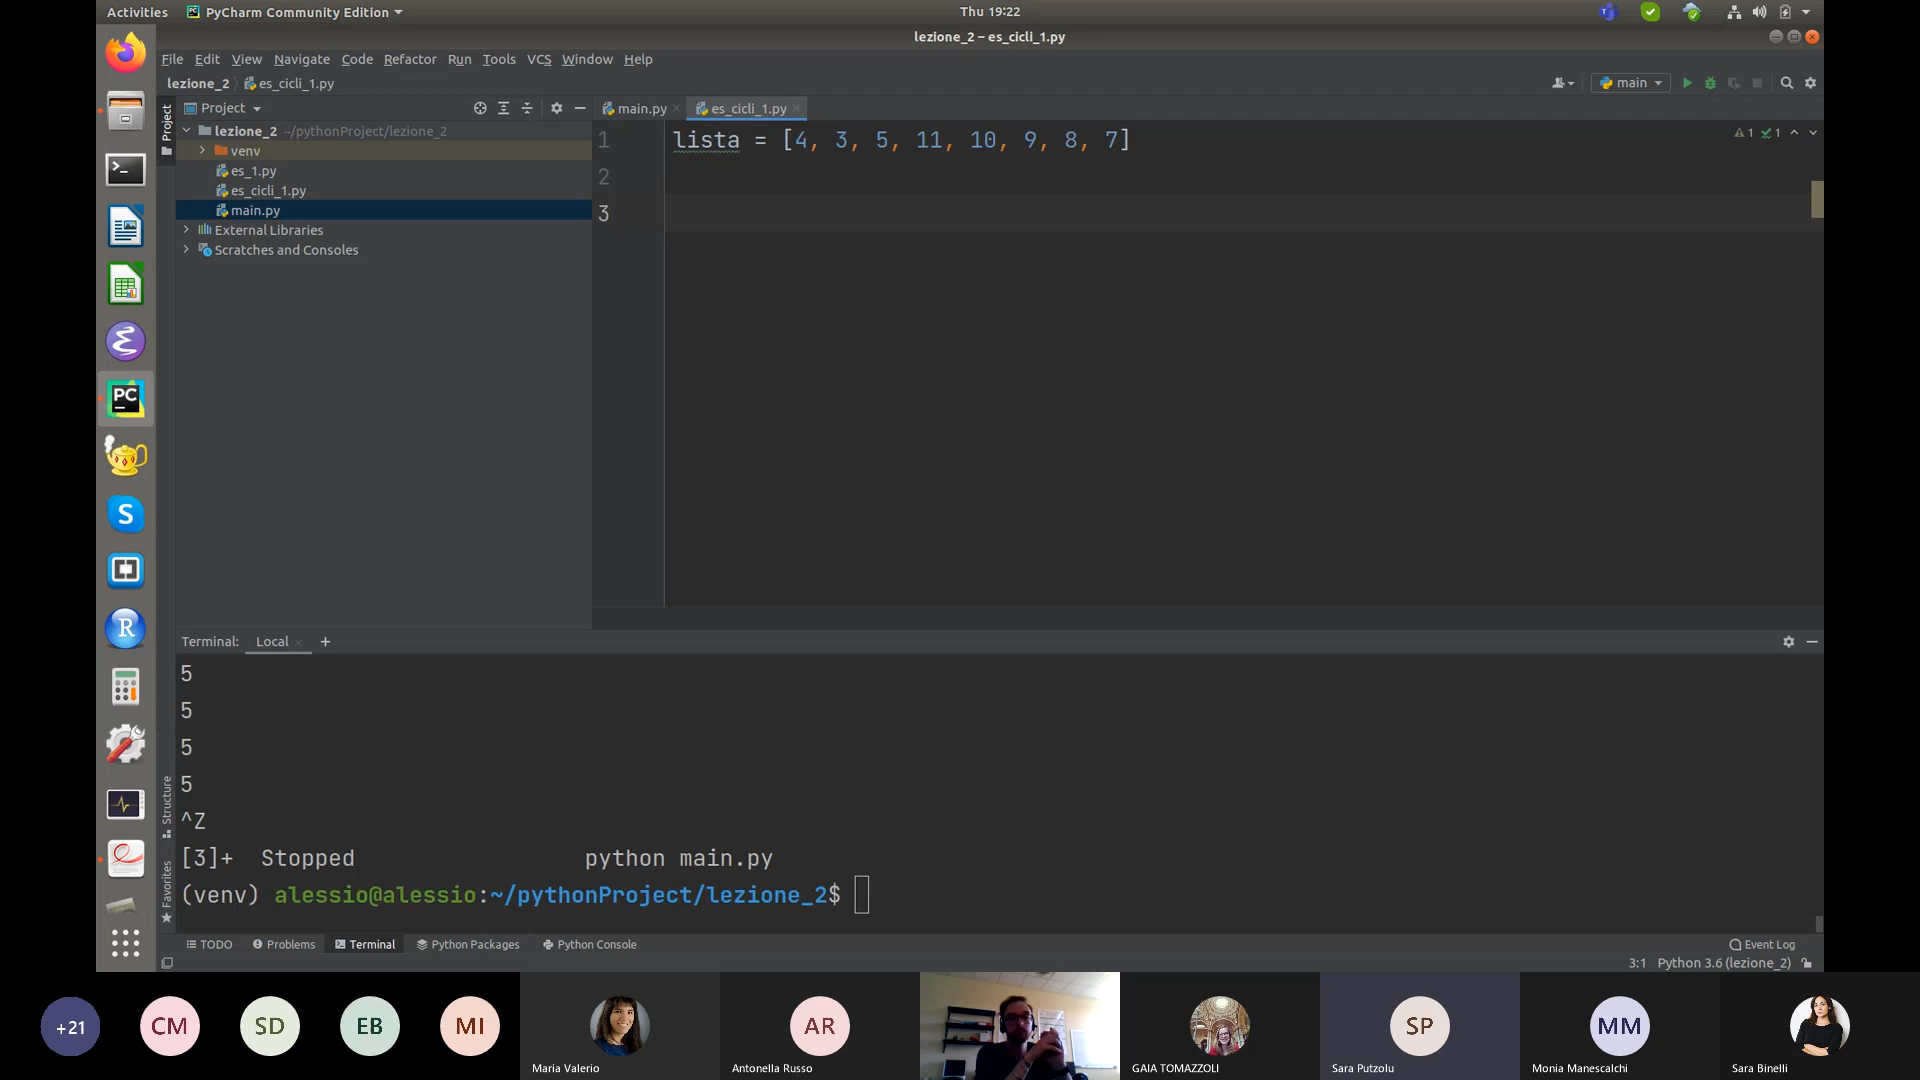 Activities PyCharm Community Edition Thu 19:22
lezione_2 – es_cicli_1.py
File Edit View Navigate Code Refactor Run Tools VCS Window Help
lezione_2 es_cicli_1.py main
Project main.py es_cicli_1.py
Project
lezione_2 ~/pythonProject/lezione_2
venv
es_1.py
es_cicli_1.py
main.py
External Libraries
Scratches and Consoles
1 lista = [4, 3, 5, 11, 10, 9, 8, 7]
2
3
1 1
Terminal: Local +
5
5
5
5
^Z
[3]+ Stopped python main.py
(venv) alessio@alessio:~/pythonProject/lezione_2$
Structure
Favorites
TODO Problems Terminal Python Packages Python Console Event Log
3:1 Python 3.6 (lezione_2)
+21 CM SD EB MI AR SP MM
Maria Valerio Antonella Russo GAIA TOMAZZOLI Sara Putzolu Monia Manescalchi Sara Binelli